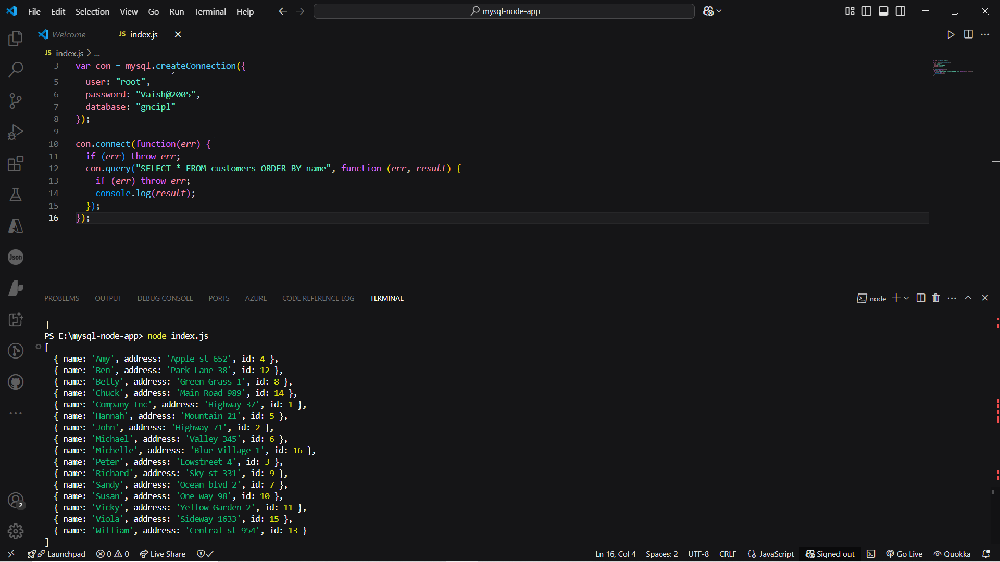 File Edit Selection View Go Run Terminal Help
mysql-node-app
Welcome
JS index.js
JS index.js > ...
3 var con = mysql.createConnection({
5 user: "root",
6 password: "Vaish@2005",
7 database: "gncipl"
8 });
9
10 con.connect(function(err) {
11 if (err) throw err;
12 con.query("SELECT * FROM customers ORDER BY name", function (err, result) {
13 if (err) throw err;
14 console.log(result);
15 });
16 });
Json
PROBLEMS OUTPUT DEBUG CONSOLE PORTS AZURE CODE REFERENCE LOG TERMINAL
node
]
PS E:\mysql-node-app> node index.js
[
{ name: 'Amy', address: 'Apple st 652', id: 4 },
{ name: 'Ben', address: 'Park Lane 38', id: 12 },
{ name: 'Betty', address: 'Green Grass 1', id: 8 },
{ name: 'Chuck', address: 'Main Road 989', id: 14 },
{ name: 'Company Inc', address: 'Highway 37', id: 1 },
{ name: 'Hannah', address: 'Mountain 21', id: 5 },
{ name: 'John', address: 'Highway 71', id: 2 },
{ name: 'Michael', address: 'Valley 345', id: 6 },
{ name: 'Michelle', address: 'Blue Village 1', id: 16 },
{ name: 'Peter', address: 'Lowstreet 4', id: 3 },
{ name: 'Richard', address: 'Sky st 331', id: 9 },
{ name: 'Sandy', address: 'Ocean blvd 2', id: 7 },
{ name: 'Susan', address: 'One way 98', id: 10 },
{ name: 'Vicky', address: 'Yellow Garden 2', id: 11 },
{ name: 'Viola', address: 'Sideway 1633', id: 15 },
{ name: 'William', address: 'Central st 954', id: 13 }
]
2
Launchpad 0 0 Live Share Ln 16, Col 4 Spaces: 2 UTF-8 CRLF {} JavaScript Signed out Go Live Quokka